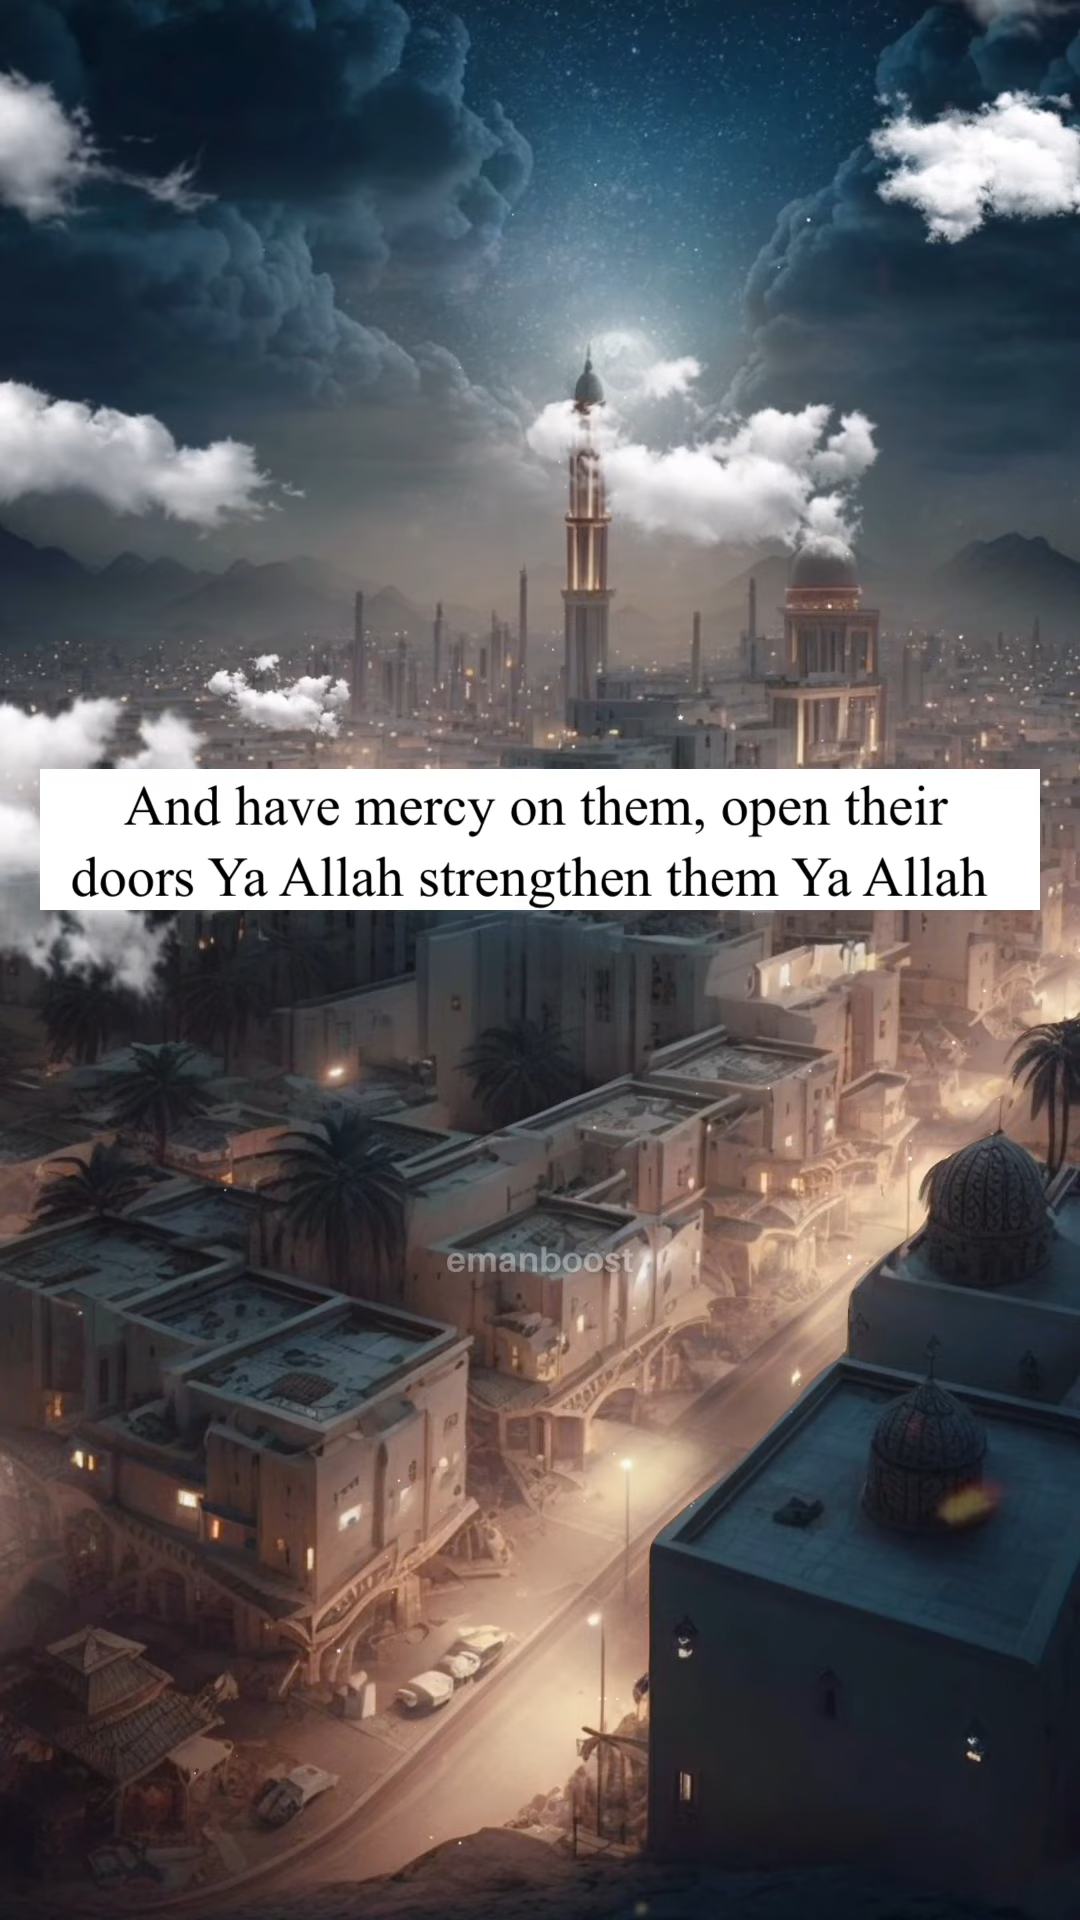 And have mercy on them, open their
doors Ya Allah strengthen them Ya Allah
emanboost